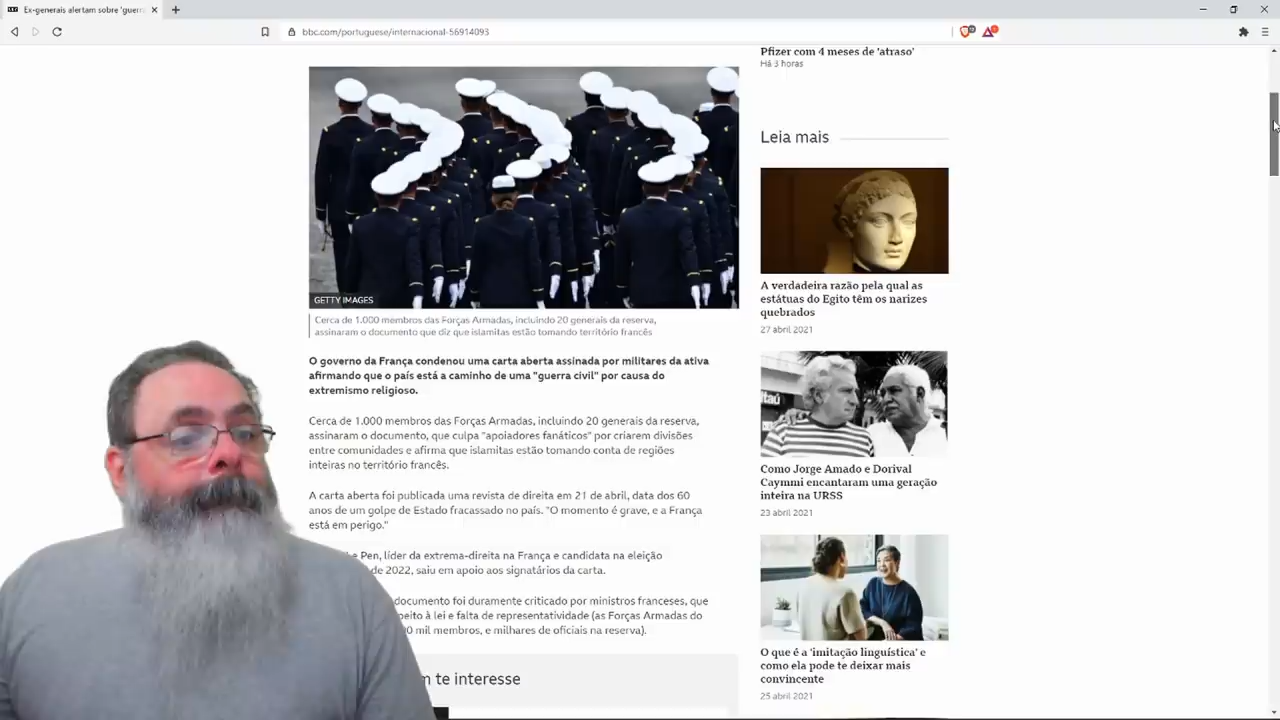 Ex-generais alertam sobre 'guerr
bbc.com/portuguese/internacional-56914093
Pfizer com 4 meses de 'atraso'
Há 3 horas
Leia mais
GETTY IMAGES
Cerca de 1.000 membros das Forças Armadas, incluindo 20 generais da reserva,
assinaram o documento que diz que islamitas estão tomando território francês
O governo da França condenou uma carta aberta assinada por militares da ativa
afirmando que o país está a caminho de uma "guerra civil" por causa do
extremismo religioso.
Cerca de 1.000 membros das Forças Armadas, incluindo 20 generais da reserva,
assinaram o documento, que culpa "apoiadores fanáticos" por criarem divisões
entre comunidades e afirma que islamitas estão tomando conta de regiões
inteiras no território francês.
A carta aberta foi publicada uma revista de direita em 21 de abril, data dos 60
anos de um golpe de Estado fracassado no país. "O momento é grave, e a França
está em perigo."
Pen, líder da extrema-direita na França e candidata na eleição
de 2022, saiu em apoio aos signatários da carta.
documento foi duramente criticado por ministros franceses, que
peito à lei e falta de representatividade (as Forças Armadas do
0 mil membros, e milhares de oficiais na reserva).
m te interesse
A verdadeira razão pela qual as
estátuas do Egito têm os narizes
quebrados
27 abril 2021
Itaú
Como Jorge Amado e Dorival
Caymmi encantaram uma geração
inteira na URSS
23 abril 2021
O que é a 'imitação linguística' e
como ela pode te deixar mais
convincente
25 abril 2021